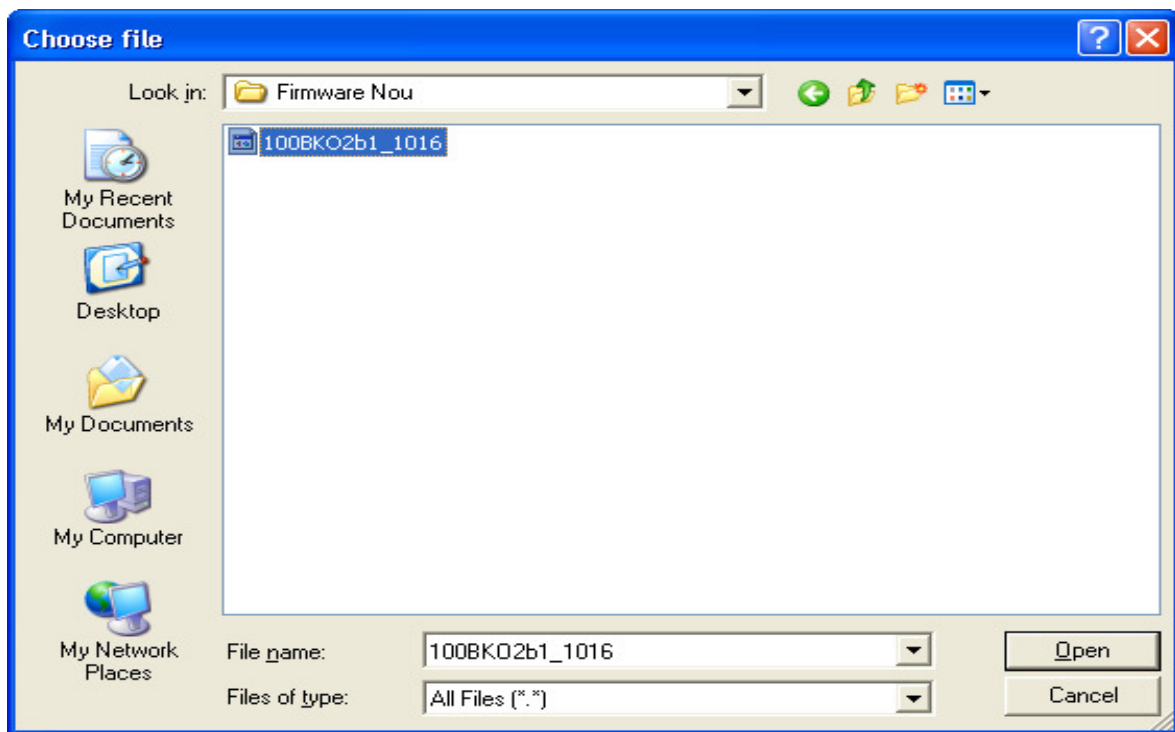 Choose file
Look in:
Firmware Nou
100BKO2b1_1016
My Recent
Documents
Desktop
My Documents
My Computer
My Network
Places
File name:
100BKO2b1_1016
Open
Files of type:
All Files (*.*)
Cancel